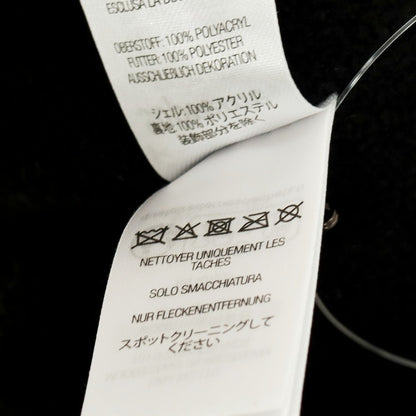 ESCLUSA LA
OBERSTOFF: 100% POLYACRYL
FUTTER: 100% POLYESTER
AUSSCHLIEBLICH DEKORATION
シェル: 100% アクリル
裏地: 100% ポリエステル
装飾部分を除く
NETTOYER UNIQUEMENT LES
TACHES
SOLO SMACCHIATURA
NUR FLECKENENTFERNUNG
スポットクリーニングして
ください